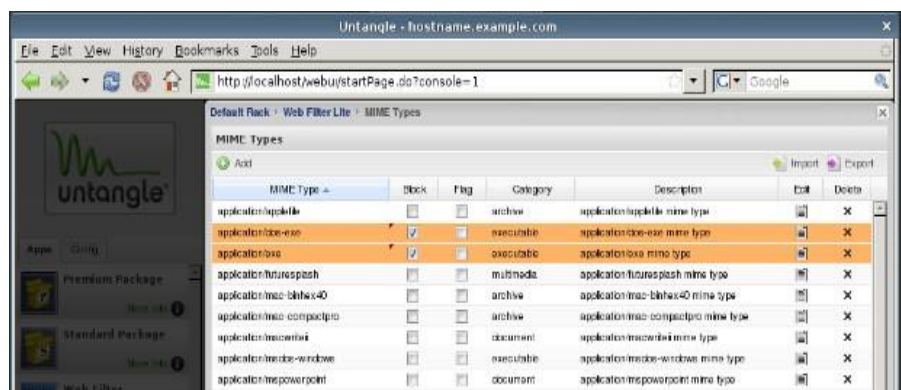 Untangle - hostname.example.com
File Edit View History Bookmarks Tools Help
http://localhost/webui/startPage.do?console=1 Google
Default Rack Web Filter Lite MIME Types
MIME Types
Add Import Export
MIME Type Block Flag Category Description Edit Delete
application/applefile archive application/applefile mime type
application/dos-exe executable application/dos-exe mime type
application/exe executable application/exe mime type
application/futuresplash multimedia application/futuresplash mime type
application/mac-binhex40 archive application/mac-binhex40 mime type
application/mac-compactpro archive application/mac-compactpro mime type
application/macwriteii document application/macwriteii mime type
application/msdos-windows executable application/msdos-windows mime type
application/mspowerpoint document application/mspowerpoint mime type
untangle
Apps Config
Premium Package
More Info
Standard Package
More Info
Web Filter